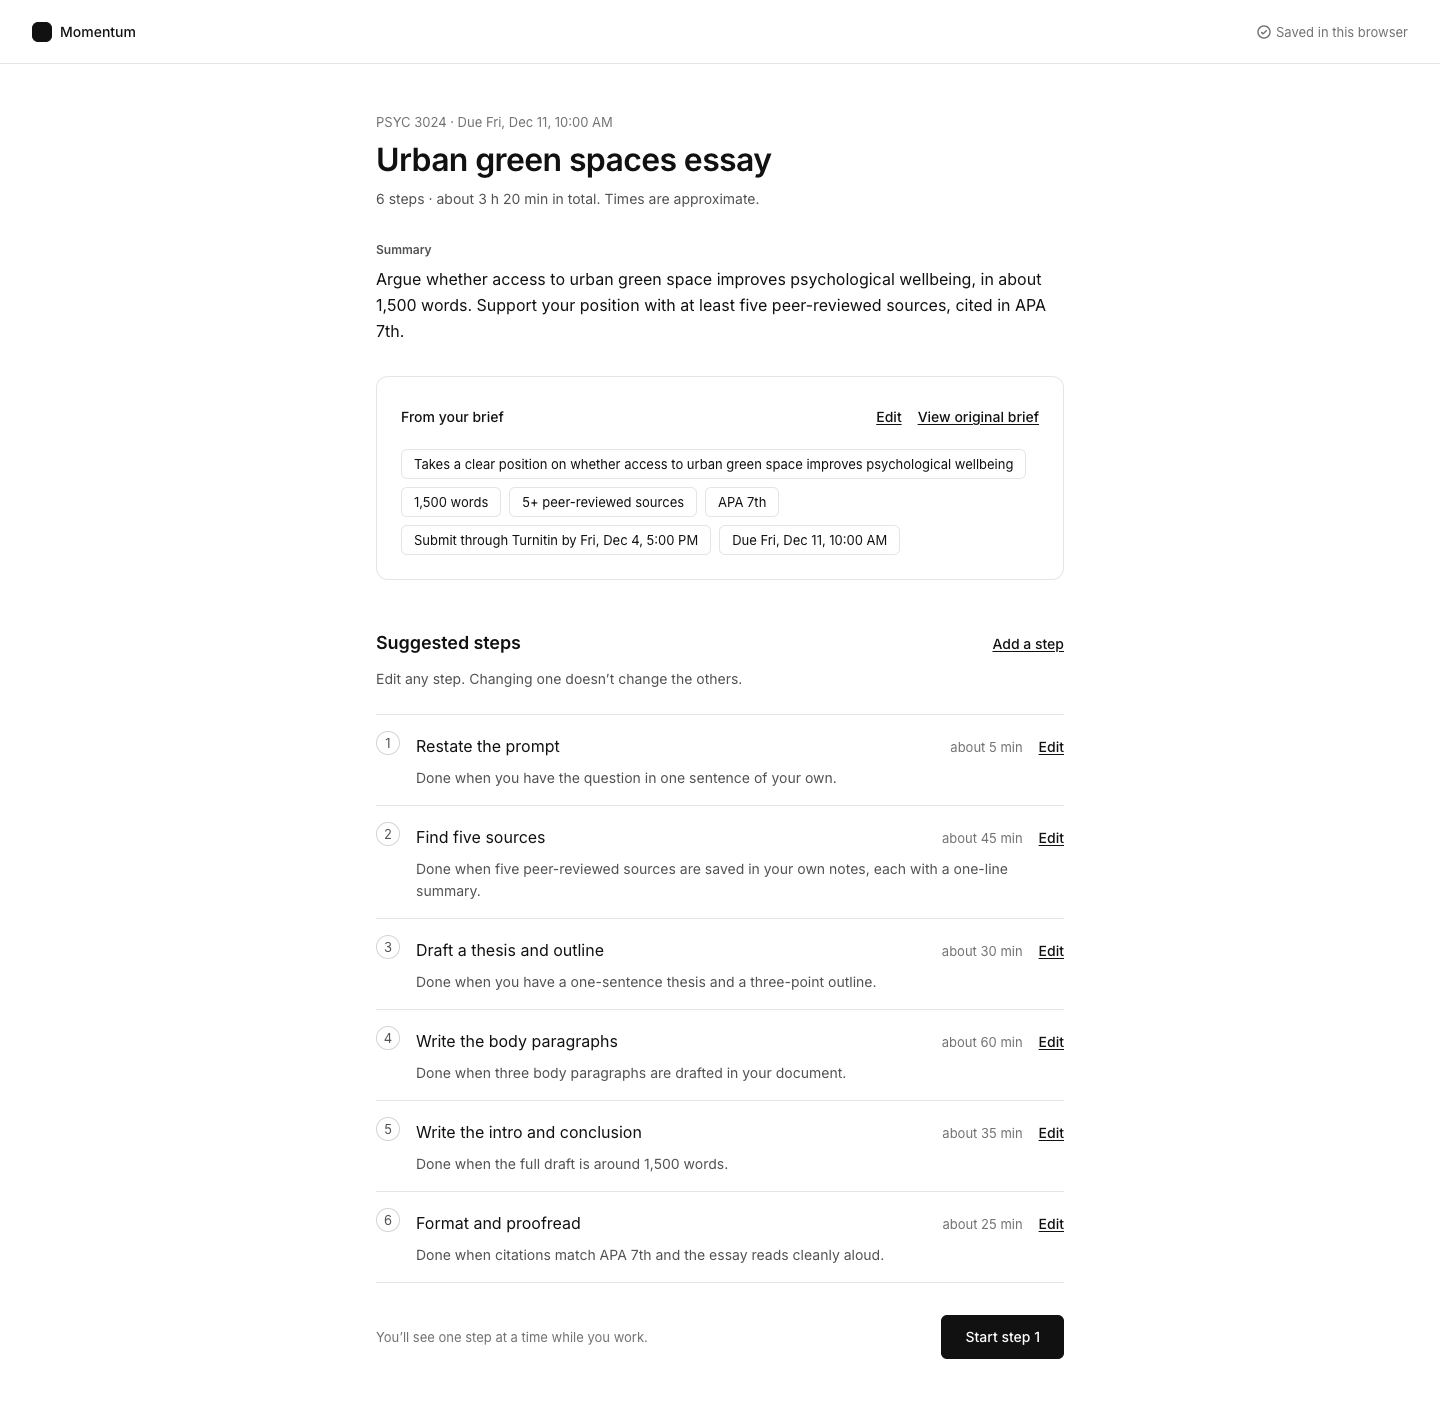 Momentum
Saved in this browser
PSYC 3024 · Due Fri, Dec 11, 10:00 AM
Urban green spaces essay
6 steps · about 3 h 20 min in total. Times are approximate.
Summary
Argue whether access to urban green space improves psychological wellbeing, in about
1,500 words. Support your position with at least five peer-reviewed sources, cited in APA
7th.
From your brief
Edit View original brief
Takes a clear position on whether access to urban green space improves psychological wellbeing
1,500 words 5+ peer-reviewed sources APA 7th
Submit through Turnitin by Fri, Dec 4, 5:00 PM Due Fri, Dec 11, 10:00 AM
Suggested steps
Add a step
Edit any step. Changing one doesn’t change the others.
1 Restate the prompt about 5 min Edit
Done when you have the question in one sentence of your own.
2 Find five sources about 45 min Edit
Done when five peer-reviewed sources are saved in your own notes, each with a one-line
summary.
3 Draft a thesis and outline about 30 min Edit
Done when you have a one-sentence thesis and a three-point outline.
4 Write the body paragraphs about 60 min Edit
Done when three body paragraphs are drafted in your document.
5 Write the intro and conclusion about 35 min Edit
Done when the full draft is around 1,500 words.
6 Format and proofread about 25 min Edit
Done when citations match APA 7th and the essay reads cleanly aloud.
You’ll see one step at a time while you work.
Start step 1